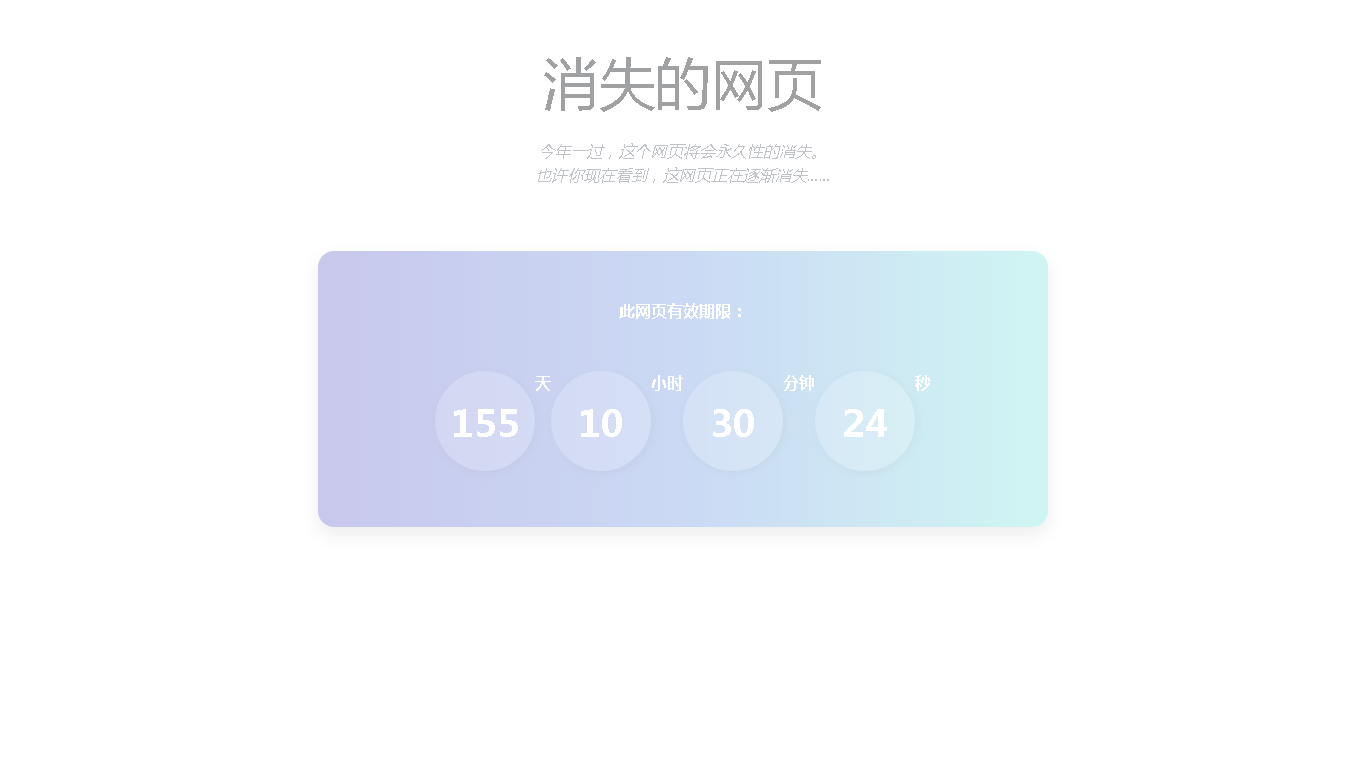 消失的网页
今年一过，这个网页将会永久性的消失。
也许你现在看到，这网页正在逐渐消失......
此网页有效期限：
155 天 10 小时 30 分钟 24 秒